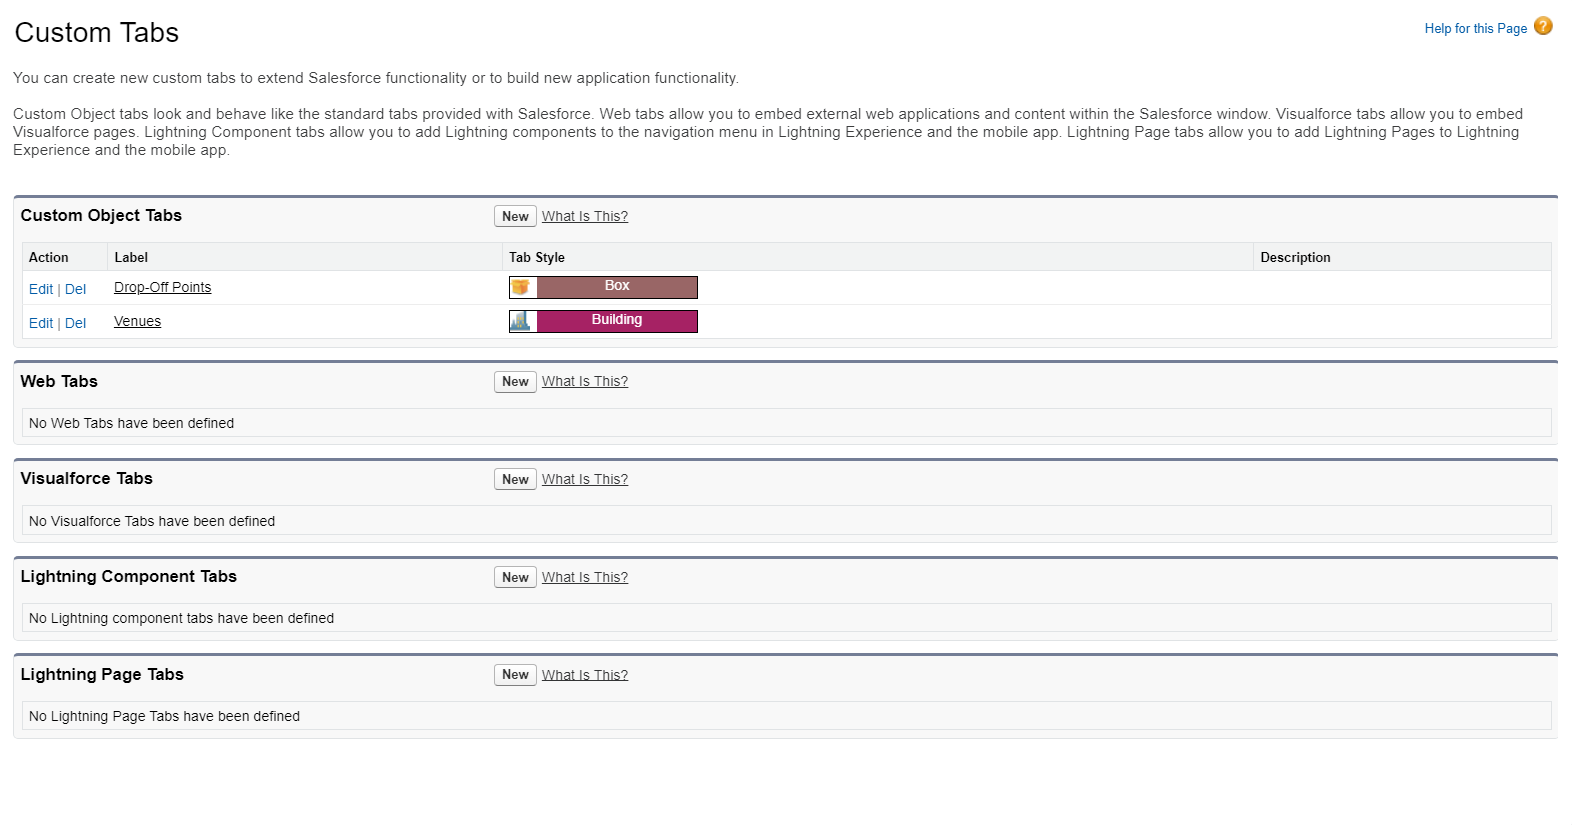 Custom Tabs
Help for this Page ?
You can create new custom tabs to extend Salesforce functionality or to build new application functionality.
Custom Object tabs look and behave like the standard tabs provided with Salesforce. Web tabs allow you to embed external web applications and content within the Salesforce window. Visualforce tabs allow you to embed
Visualforce pages. Lightning Component tabs allow you to add Lightning components to the navigation menu in Lightning Experience and the mobile app. Lightning Page tabs allow you to add Lightning Pages to Lightning
Experience and the mobile app.
Custom Object Tabs New What Is This?
Action Label Tab Style Description
Edit | Del Drop-Off Points Box
Edit | Del Venues Building
Web Tabs New What Is This?
No Web Tabs have been defined
Visualforce Tabs New What Is This?
No Visualforce Tabs have been defined
Lightning Component Tabs New What Is This?
No Lightning component tabs have been defined
Lightning Page Tabs New What Is This?
No Lightning Page Tabs have been defined